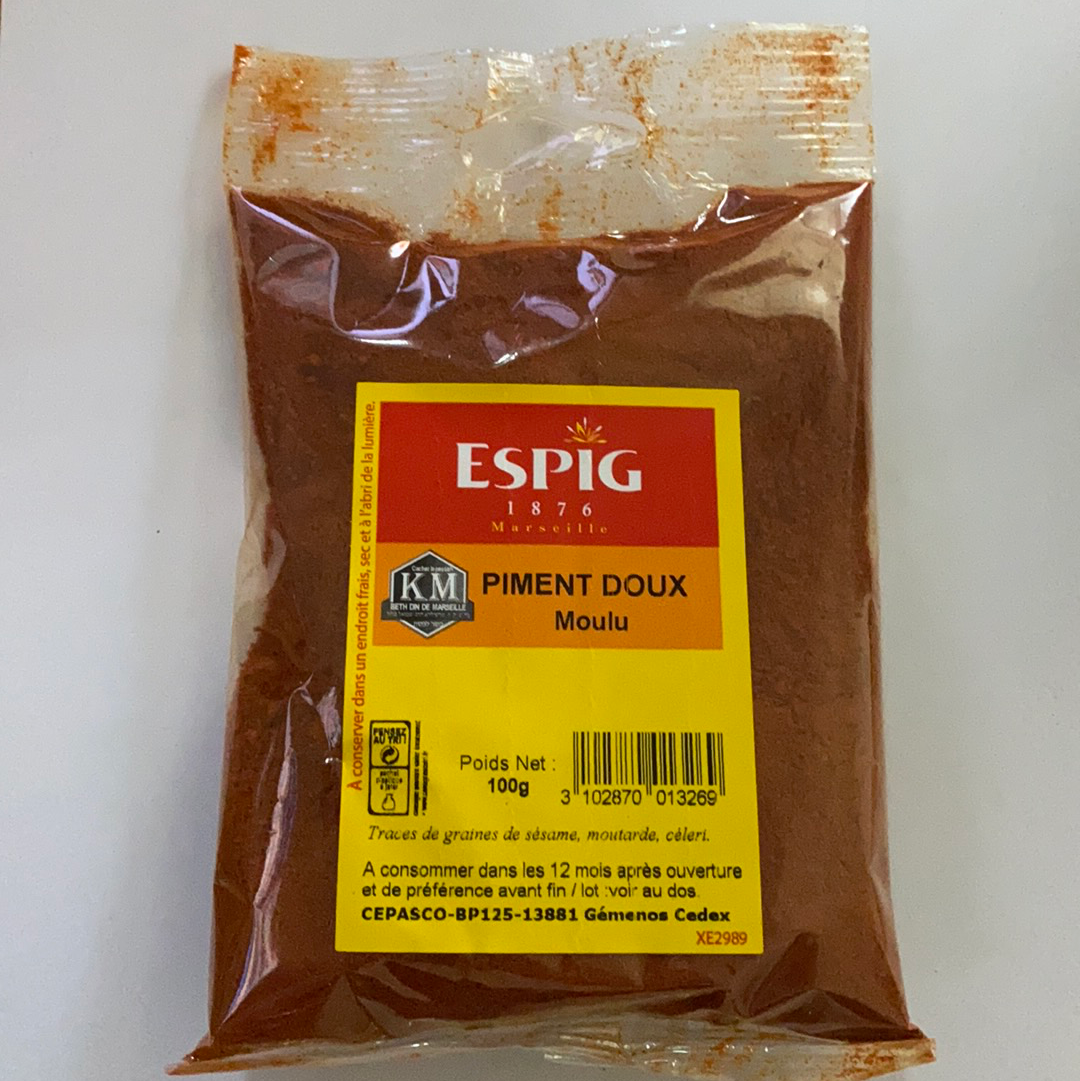 ESPIG
1876
Marseille
KM
BETH DIN DE MARSEILLE
PIMENT DOUX
Moulu
À conserver dans un endroit frais, sec et à l'abri de la lumière.
PENSEZ
AU TRI !
Poids Net :
100g
3 102870 013269
Traces de graines de sésame, moutarde, céleri.
A consommer dans les 12 mois après ouverture
et de préférence avant fin / lot :voir au dos.
CEPASCO-BP125-13881 Gémenos Cedex
XE2989